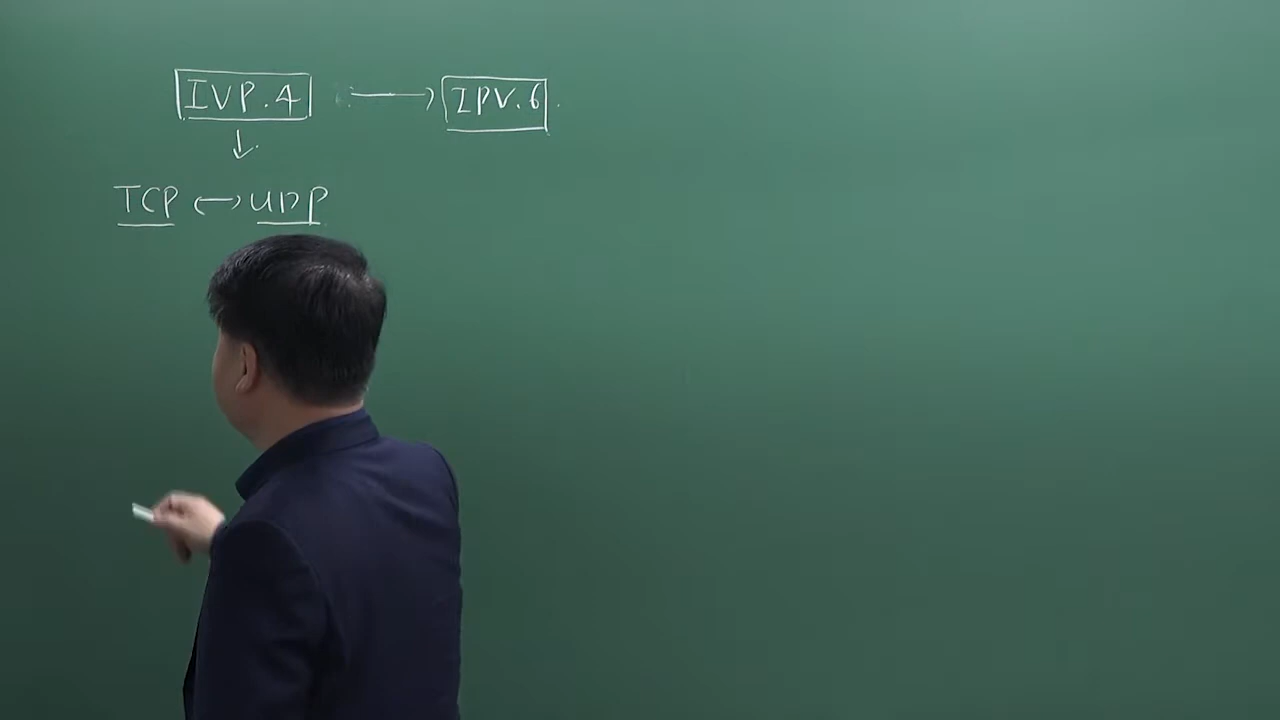 IVP.4 → IPV.6
↓
TCP ↔ UDP